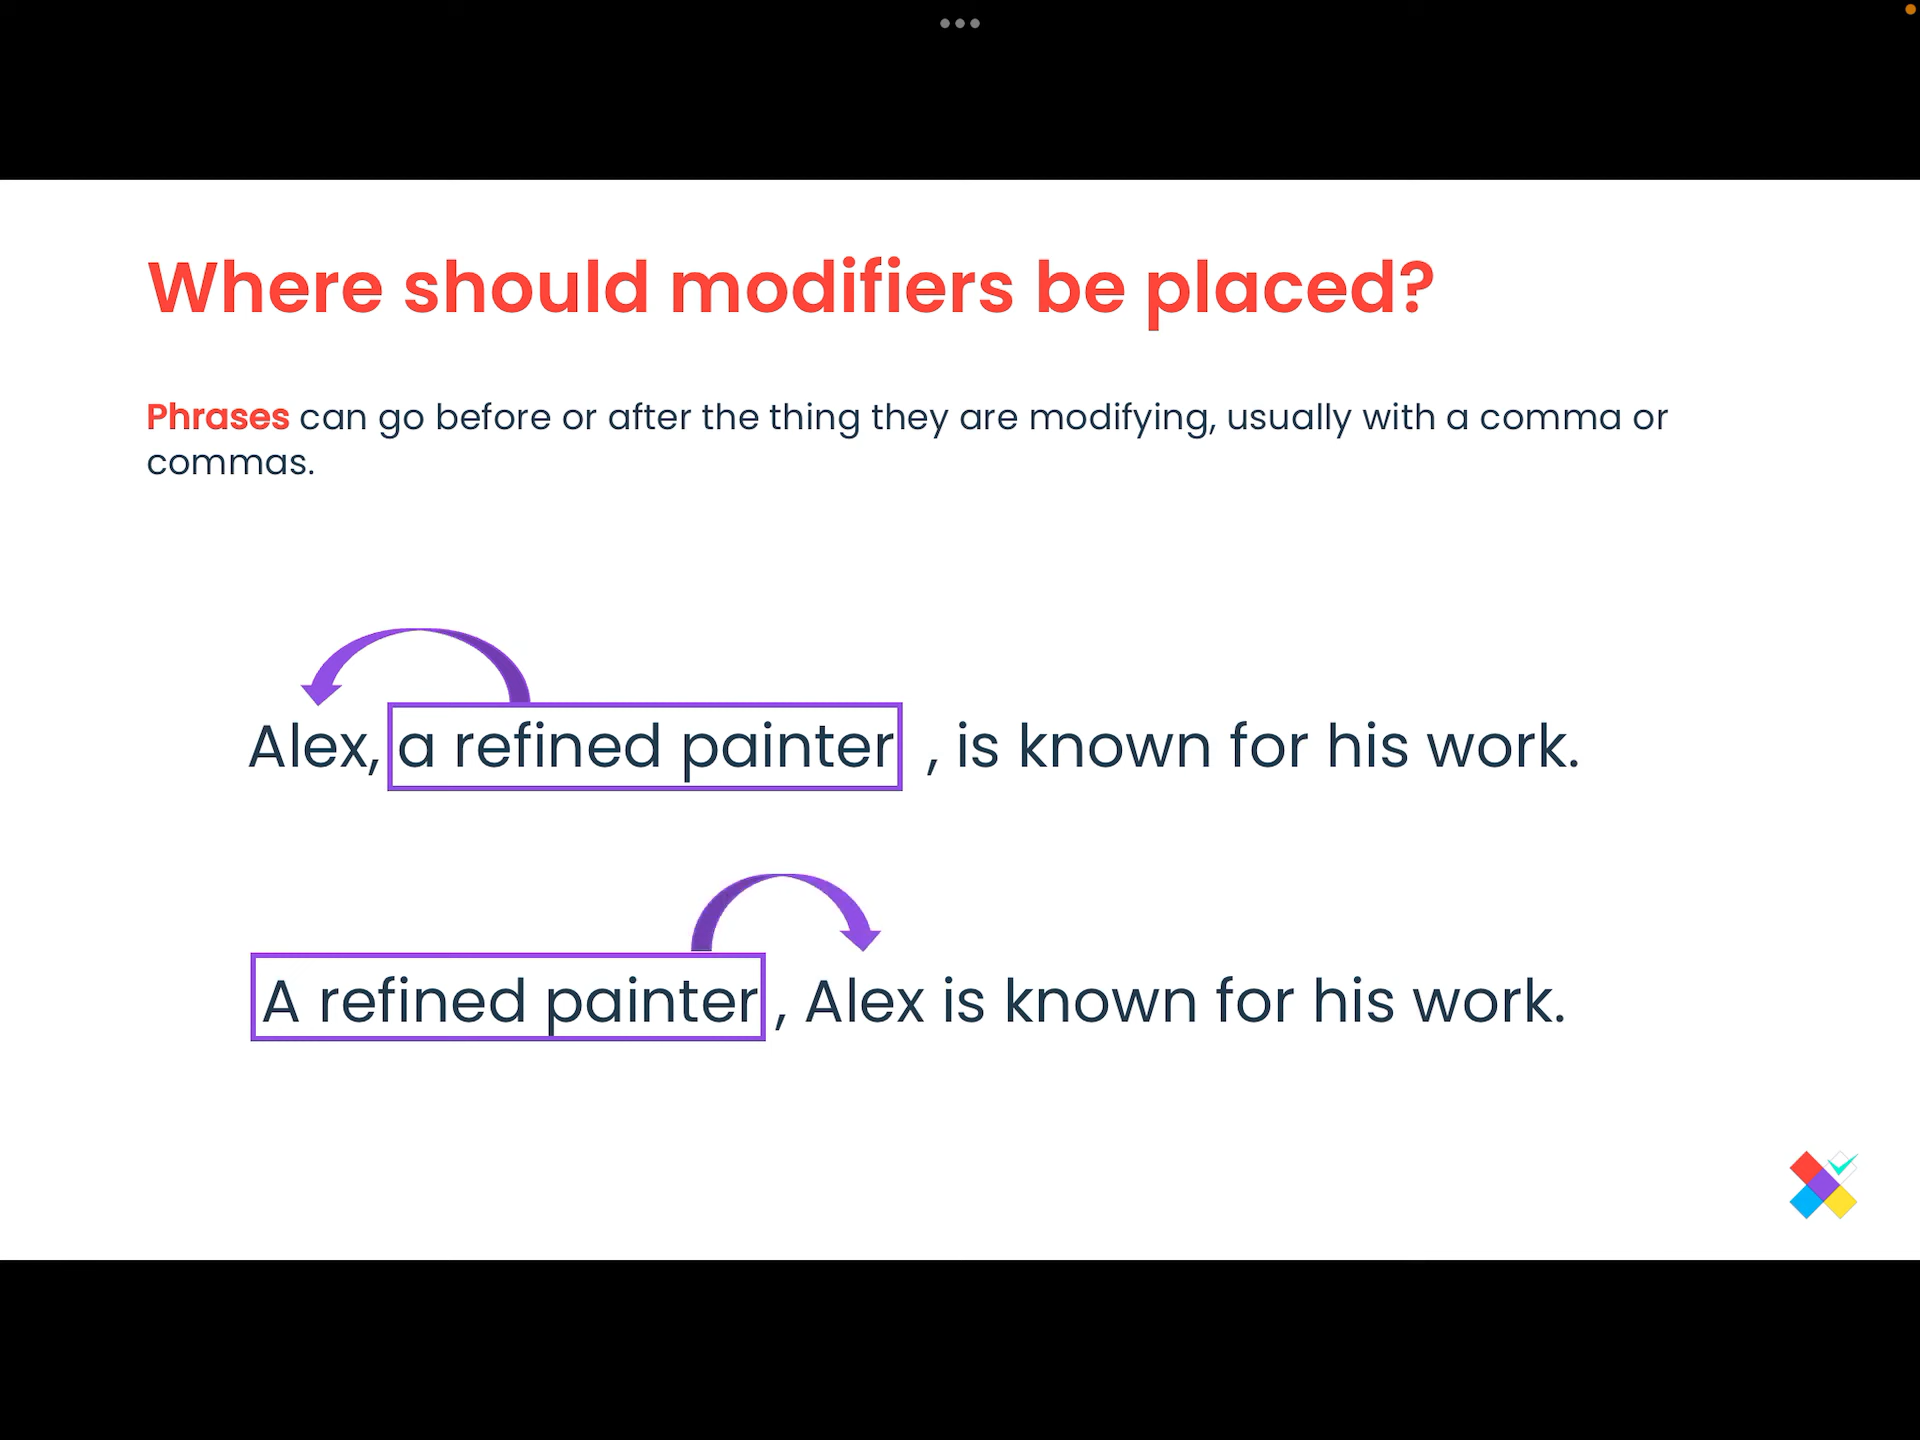 Where should modifiers be placed?
Phrases can go before or after the thing they are modifying, usually with a comma or
commas.
Alex, a refined painter , is known for his work.
A refined painter , Alex is known for his work.